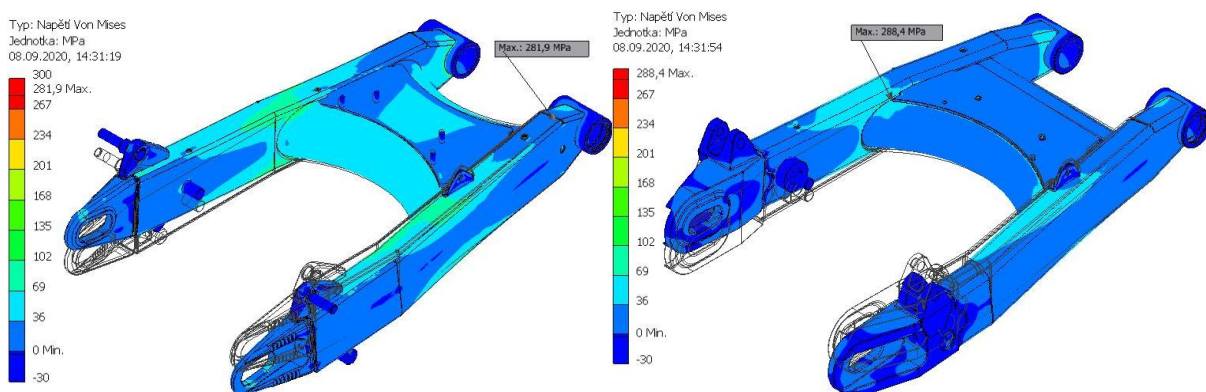 Typ: Napětí Von Mises
Jednotka: MPa
08.09.2020, 14:31:19
300
281,9 Max.
267
234
201
168
135
102
69
36
0 Min.
-30
Max.: 281,9 MPa
Typ: Napětí Von Mises
Jednotka: MPa
08.09.2020, 14:31:54
288,4 Max.
267
234
201
168
135
102
69
36
0 Min.
-30
Max.: 288,4 MPa